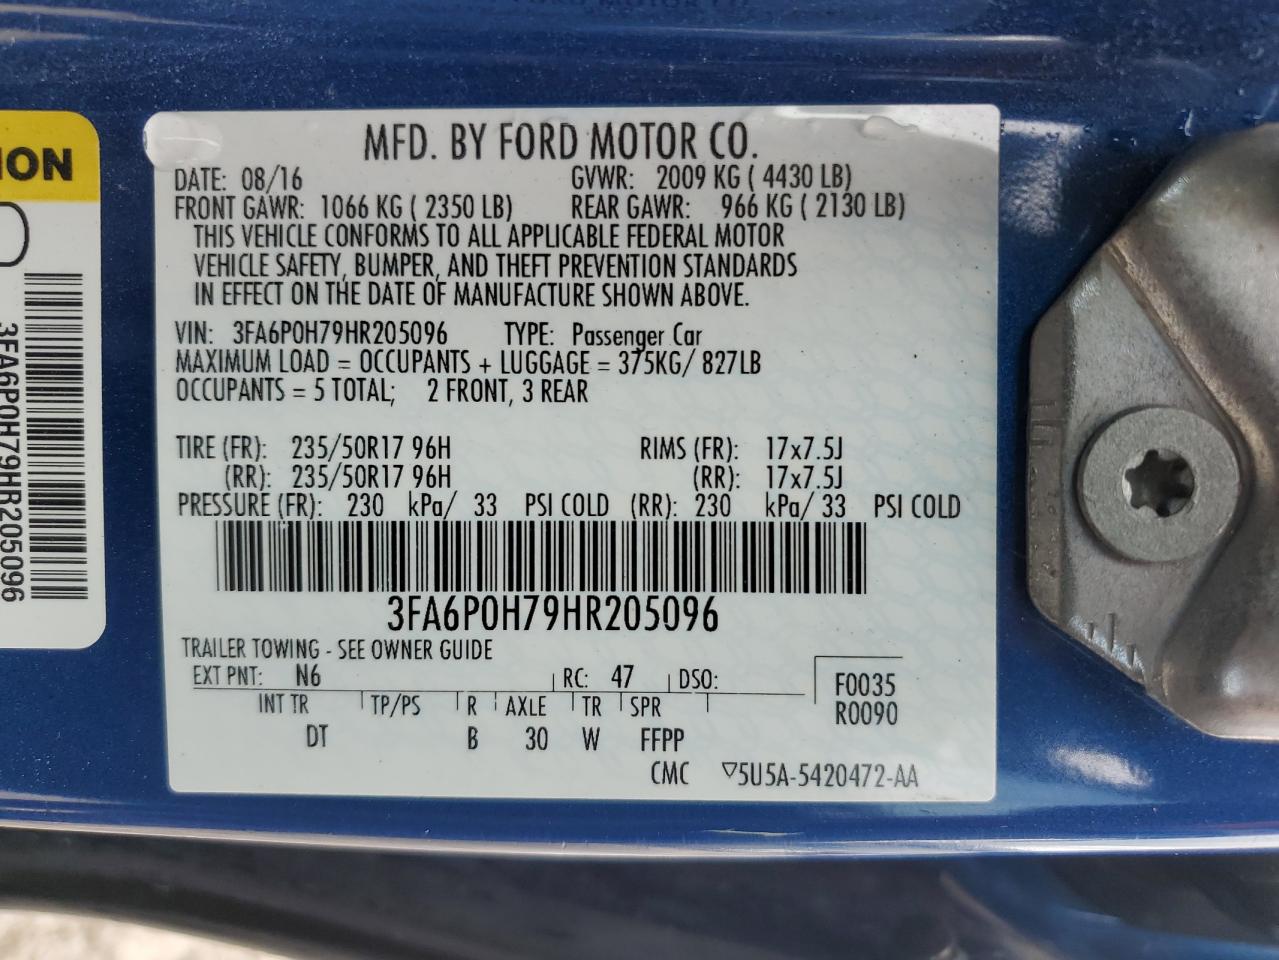 MFD. BY FORD MOTOR CO.
DATE: 08/16 GVWR: 2009 KG ( 4430 LB)
FRONT GAWR: 1066 KG ( 2350 LB) REAR GAWR: 966 KG ( 2130 LB)
THIS VEHICLE CONFORMS TO ALL APPLICABLE FEDERAL MOTOR
VEHICLE SAFETY, BUMPER, AND THEFT PREVENTION STANDARDS
IN EFFECT ON THE DATE OF MANUFACTURE SHOWN ABOVE.
VIN: 3FA6P0H79HR205096 TYPE: Passenger Car
MAXIMUM LOAD = OCCUPANTS + LUGGAGE = 375KG/ 827LB
OCCUPANTS = 5 TOTAL; 2 FRONT, 3 REAR
TIRE (FR): 235/50R17 96H RIMS (FR): 17x7.5J
(RR): 235/50R17 96H (RR): 17x7.5J
PRESSURE (FR): 230 kPa/ 33 PSI COLD (RR): 230 kPa/ 33 PSI COLD
3FA6P0H79HR205096
TRAILER TOWING - SEE OWNER GUIDE
EXT PNT: N6 RC: 47 DSO:
INT TR TP/PS R AXLE TR SPR
DT B 30 W FFPP
F0035
R0090
CMC ▽5U5A-5420472-AA
3FA6P0H79HR205096